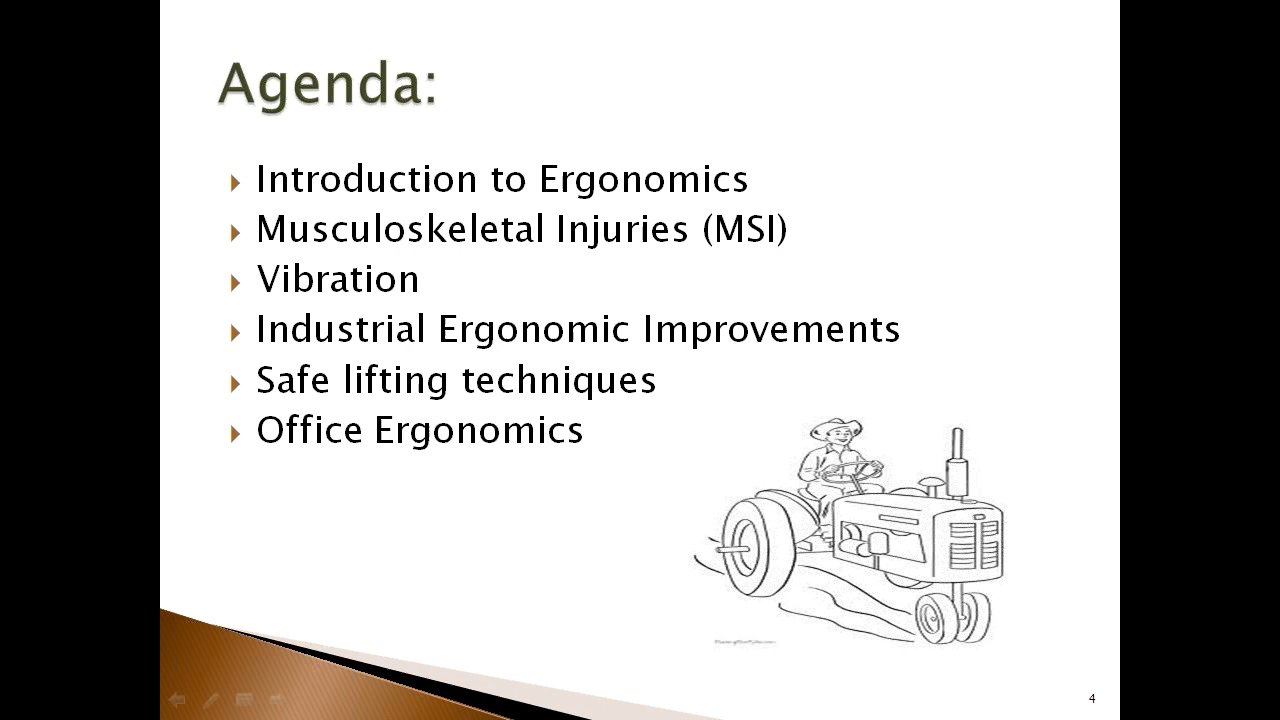 Agenda:
Introduction to Ergonomics
Musculoskeletal Injuries (MSI)
Vibration
Industrial Ergonomic Improvements
Safe lifting techniques
Office Ergonomics
4